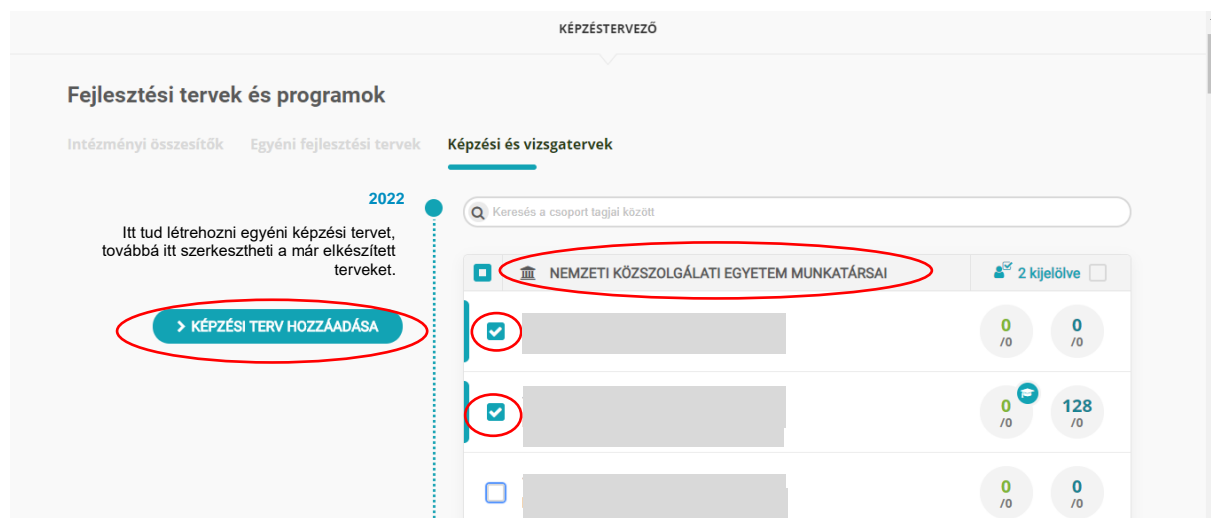 KÉPZÉSTERVEZŐ
Fejlesztési tervek és programok
Intézményi összesítők Egyéni fejlesztési tervek Képzési és vizsgatervek
2022
Itt tud létrehozni egyéni képzési tervet,
továbbá itt szerkesztheti a már elkészített
terveket.
> KÉPZÉSI TERV HOZZÁADÁSA
Keresés a csoport tagjai között
NEMZETI KÖZSZOLGÁLATI EGYETEM MUNKATÁRSAI 2 kijelölve
0 0
/0 /0
0 128
/0 /0
0 0
/0 /0